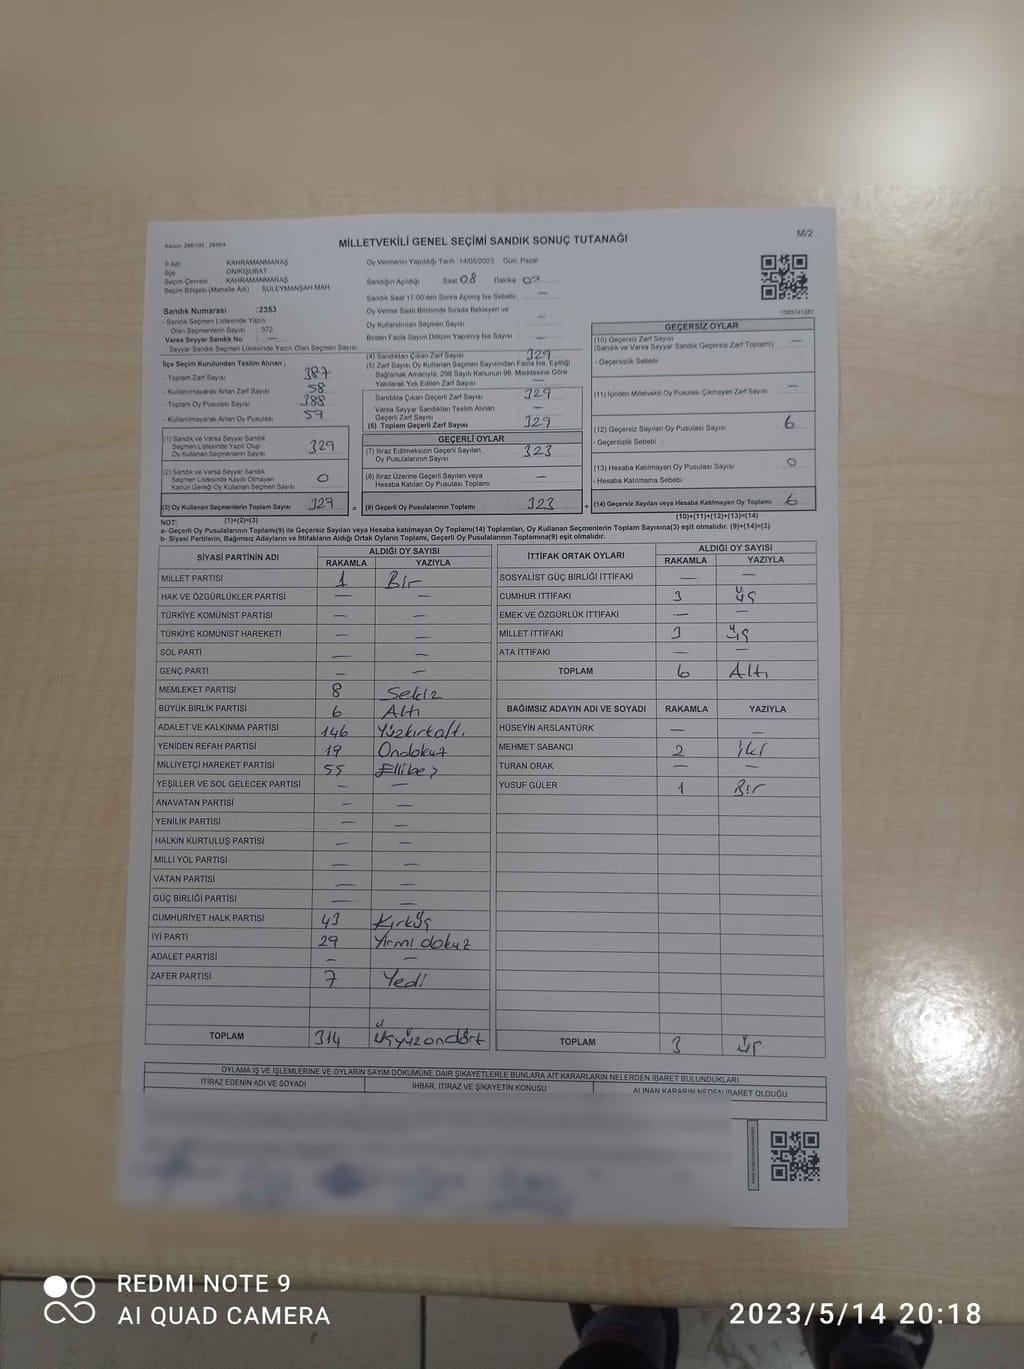 Kanun: 298/105 , 2839/4
MİLLETVEKİLİ GENEL SEÇİMİ SANDIK SONUÇ TUTANAĞI
M/2
İl Adı KAHRAMANMARAŞ
İlçe ONİKİŞUBAT
Seçim Çevresi KAHRAMANMARAŞ
Seçim Bölgesi (Mahalle Adı) : SÜLEYMANŞAH MAH
Sandık Numarası :2353
- Sandık Seçmen Listesinde Yazılı
Olan Seçmenlerin Sayısı : 372
Varsa Seyyar Sandık No —
- Seyyar Sandık Seçmen Listesinde Yazılı Olan Seçmen Sayısı
İlçe Seçim Kurulundan Teslim Alınan ;
- Toplam Zarf Sayısı 387
- Kullanılmayarak Artan Zarf Sayısı 58
- Toplam Oy Pusulası Sayısı 388
- Kullanılmayarak Artan Oy Pusulası 59
(1) Sandık ve Varsa Seyyar Sandık
Seçmen Listesinde Yazılı Olup
Oy Kullanan Seçmenlerin Sayısı 329
(2) Sandık ve Varsa Seyyar Sandık
Seçmen Listesinde Kayıtlı Olmayan
Kanun Gereği Oy Kullanan Seçmen Sayısı 0
(3) Oy Kullanan Seçmenlerin Toplam Sayısı 329
(1)+(2)=(3)
Oy Vermenin Yapıldığı Tarih :14/05/2023 Gün: Pazar
Sandığın Açıldığı Saat 08 Dakika
Sandık Saat 17:00'den Sonra Açılmış İse Sebebi : —
Oy Verme Saati Bitiminde Sırada Bekleyen ve
Oy Kullandırılan Seçmen Sayısı : —
Birden Fazla Sayım Döküm Yapılmış İse Sayısı : —
(4) Sandıktan Çıkan Zarf Sayısı 329
(5) Zarf Sayısı Oy Kullanan Seçmen Sayısından Fazla İse, Eşitliği
Sağlamak Amacıyla, 298 Sayılı Kanunun 98. Maddesine Göre
Yakılarak Yok Edilen Zarf Sayısı —
Sandıkta Çıkan Geçerli Zarf Sayısı 329
Varsa Seyyar Sandıktan Teslim Alınan
Geçerli Zarf Sayısı —
(6) Toplam Geçerli Zarf Sayısı 329
GEÇERLİ OYLAR
(7) İtiraz Edilmeksizin Geçerli Sayılan
Oy Pusulalarının Sayısı 323
(8) İtiraz Üzerine Geçerli Sayılan veya
Hesaba Katılan Oy Pusulası Toplamı —
= (9) Geçerli Oy Pusulalarının Toplamı 323 +
1583741287
GEÇERSİZ OYLAR
(10) Geçersiz Zarf Sayısı
(Sandık ve Varsa Seyyar Sandık Geçersiz Zarf Toplamı) —
- Geçersizlik Sebebi :
(11) İçinden Milletvekili Oy Pusulası Çıkmayan Zarf Sayısı —
(12) Geçersiz Sayılan Oy Pusulası Sayısı 6
- Geçersizlik Sebebi :
(13) Hesaba Katılmayan Oy Pusulası Sayısı 0
- Hesaba Katılmama Sebebi :
(14) Geçersiz Sayılan veya Hesaba Katılmayan Oy Toplamı 6
(10)+(11)+(12)+(13)=(14)
NOT:
a- Geçerli Oy Pusulalarının Toplamı(9) ile Geçersiz Sayılan veya Hesaba katılmayan Oy Toplamı(14) Toplamları, Oy Kullanan Seçmenlerin Toplam Sayısına(3) eşit olmalıdır. (9)+(14)=(3)
b- Siyasi Partilerin, Bağımsız Adayların ve İttifakların Aldığı Ortak Oyların Toplamı, Geçerli Oy Pusulalarının Toplamına(9) eşit olmalıdır.
SİYASİ PARTİNİN ADI ALDIĞI OY SAYISI
RAKAMLA YAZIYLA
MİLLET PARTİSİ 1 Bir
HAK VE ÖZGÜRLÜKLER PARTİSİ — —
TÜRKİYE KOMÜNİST PARTİSİ — —
TÜRKİYE KOMÜNİST HAREKETİ — —
SOL PARTİ — —
GENÇ PARTİ — —
MEMLEKET PARTİSİ 8 Sekiz
BÜYÜK BİRLİK PARTİSİ 6 Altı
ADALET VE KALKINMA PARTİSİ 146 Yüzkırkaltı
YENİDEN REFAH PARTİSİ 19 Ondokuz
MİLLİYETÇİ HAREKET PARTİSİ 55 Ellibeş
YEŞİLLER VE SOL GELECEK PARTİSİ — —
ANAVATAN PARTİSİ — —
YENİLİK PARTİSİ — —
HALKIN KURTULUŞ PARTİSİ — —
MİLLİ YOL PARTİSİ — —
VATAN PARTİSİ — —
GÜÇ BİRLİĞİ PARTİSİ — —
CUMHURİYET HALK PARTİSİ 43 Kırküç
İYİ PARTİ 29 Yirmi dokuz
ADALET PARTİSİ — —
ZAFER PARTİSİ 7 Yedi
TOPLAM 314 üçyüzondört
İTTİFAK ORTAK OYLARI ALDIĞI OY SAYISI
RAKAMLA YAZIYLA
SOSYALİST GÜÇ BİRLİĞİ İTTİFAKI — —
CUMHUR İTTİFAKI 3 üç
EMEK VE ÖZGÜRLÜK İTTİFAKI — —
MİLLET İTTİFAKI 3 üç
ATA İTTİFAKI — —
TOPLAM 6 Altı
BAĞIMSIZ ADAYIN ADI VE SOYADI RAKAMLA YAZIYLA
HÜSEYİN ARSLANTÜRK — —
MEHMET SABANCI 2 iki
TURAN ORAK — —
YUSUF GÜLER 1 Bir
TOPLAM 3 üç
OYLAMA İŞ VE İŞLEMLERİNE VE OYLARIN SAYIM DÖKÜMÜNE DAİR ŞİKAYETLERLE BUNLARA AİT KARARLARIN NELERDEN İBARET BULUNDUKLARI
İTİRAZ EDENİN ADI VE SOYADI İHBAR, İTİRAZ VE ŞİKAYETİN KONUSU ALINAN KARARIN NEDEN İBARET OLDUĞU
REDMI NOTE 9
AI QUAD CAMERA
2023/5/14 20:18